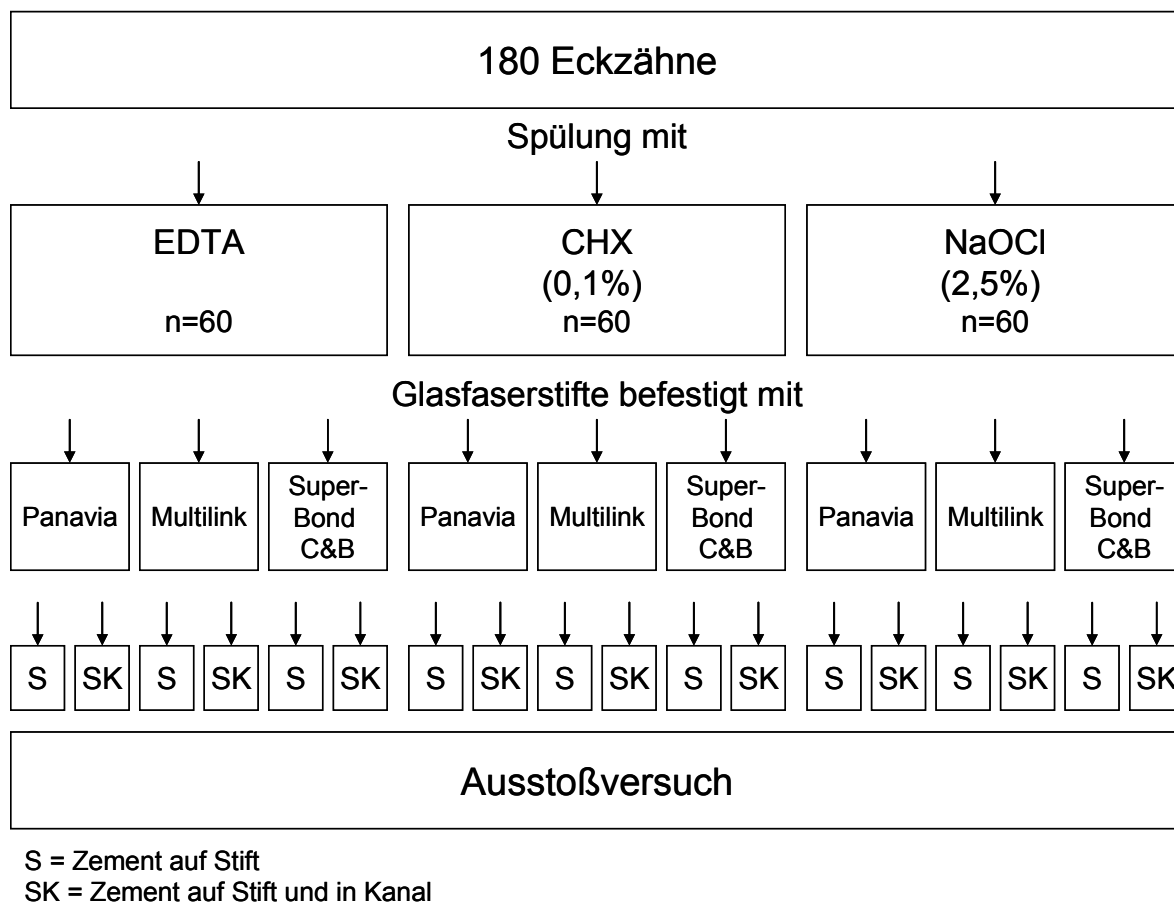 180 Eckzähne
Spülung mit
EDTA
n=60
CHX
(0,1%)
n=60
NaOCl
(2,5%)
n=60
Glasfaserstifte befestigt mit
Panavia
Multilink
Super-
Bond
C&B
Panavia
Multilink
Super-
Bond
C&B
Panavia
Multilink
Super-
Bond
C&B
S SK S SK S SK S SK S SK S SK S SK S SK S SK
Ausstoßversuch
S = Zement auf Stift
SK = Zement auf Stift und in Kanal